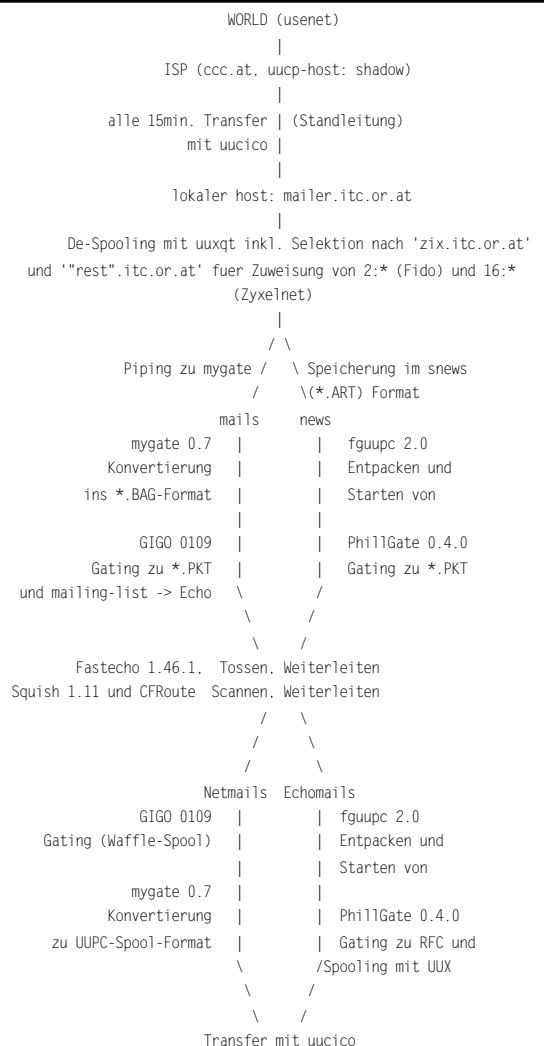 WORLD (usenet)
|
ISP (ccc.at, uucp-host: shadow)
|
alle 15min. Transfer | (Standleitung)
mit uucico |
|
lokaler host: mailer.itc.or.at
|
De-Spooling mit uuxqt inkl. Selektion nach 'zix.itc.or.at'
und '"rest".itc.or.at' fuer Zuweisung von 2:* (Fido) und 16:*
(Zyxelnet)
|
/ \
Piping zu mygate / \ Speicherung im snews
/ \(*.ART) Format
mails news
mygate 0.7 | | fguupc 2.0
Konvertierung | | Entpacken und
ins *.BAG-Format | | Starten von
| |
GIGO 0109 | | PhillGate 0.4.0
Gating zu *.PKT | | Gating zu *.PKT
und mailing-list -> Echo \ /
\ /
\ /
Fastecho 1.46.1, Tossen, Weiterleiten
Squish 1.11 und CFRoute Scannen, Weiterleiten
/ \
/ \
/ \
Netmails Echomails
GIGO 0109 | | fguupc 2.0
Gating (Waffle-Spool) | | Entpacken und
| | Starten von
mygate 0.7 | |
Konvertierung | | PhillGate 0.4.0
zu UUPC-Spool-Format | | Gating zu RFC und
\ /Spooling mit UUX
\ /
\ /
Transfer mit uucico